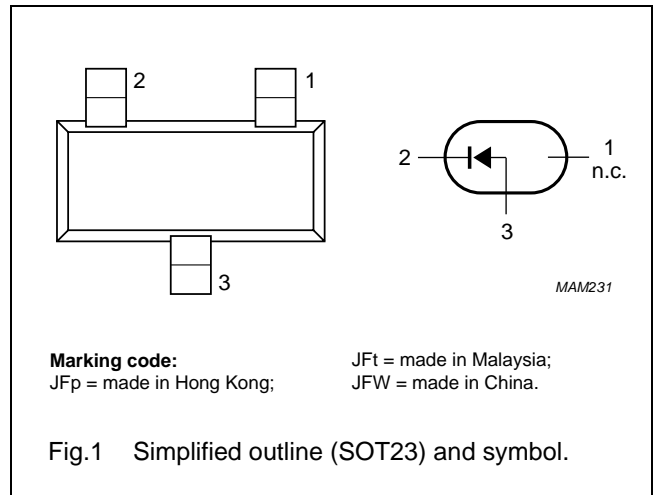 2
1
3
2
1
n.c.
3
MAM231
Marking code:
JFp = made in Hong Kong;
JFt = made in Malaysia;
JFW = made in China.
Fig.1 Simplified outline (SOT23) and symbol.